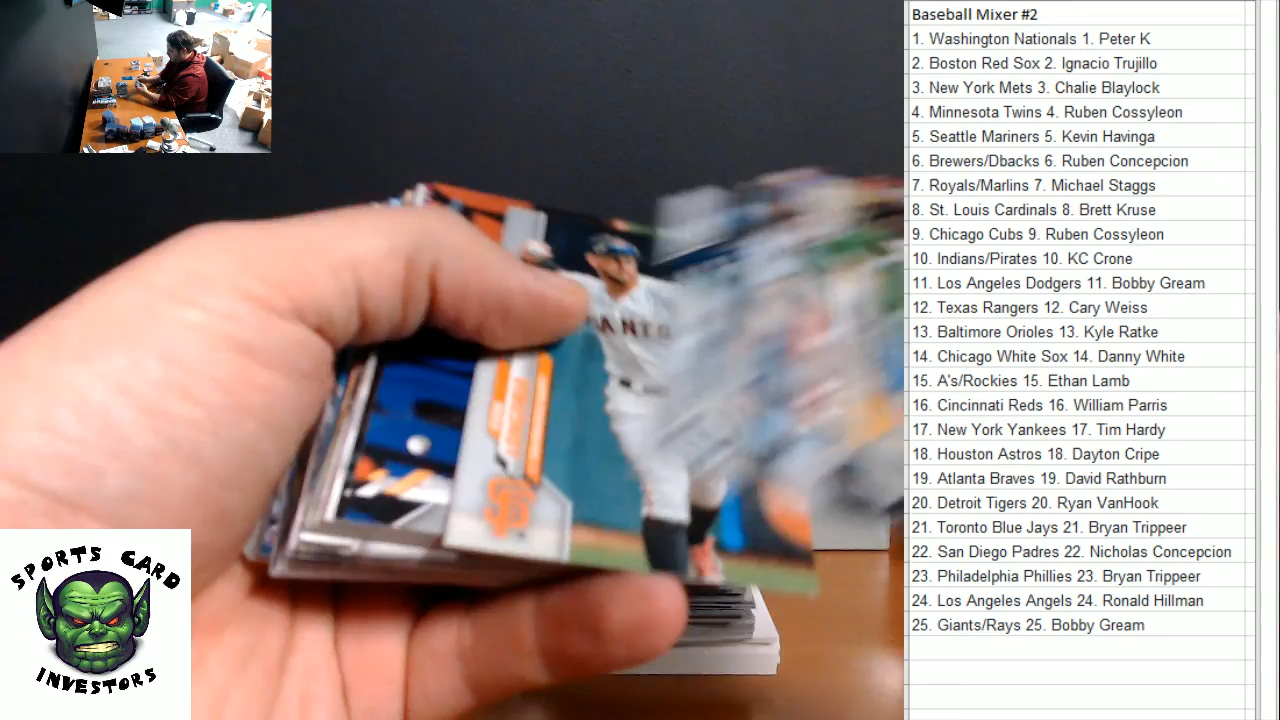 Baseball Mixer #2
1. Washington Nationals 1. Peter K
2. Boston Red Sox 2. Ignacio Trujillo
3. New York Mets 3. Chalie Blaylock
4. Minnesota Twins 4. Ruben Cossyleon
5. Seattle Mariners 5. Kevin Havinga
6. Brewers/Dbacks 6. Ruben Concepcion
7. Royals/Marlins 7. Michael Staggs
8. St. Louis Cardinals 8. Brett Kruse
9. Chicago Cubs 9. Ruben Cossyleon
10. Indians/Pirates 10. KC Crone
11. Los Angeles Dodgers 11. Bobby Gream
12. Texas Rangers 12. Cary Weiss
13. Baltimore Orioles 13. Kyle Ratke
14. Chicago White Sox 14. Danny White
15. A's/Rockies 15. Ethan Lamb
16. Cincinnati Reds 16. William Parris
17. New York Yankees 17. Tim Hardy
18. Houston Astros 18. Dayton Cripe
19. Atlanta Braves 19. David Rathburn
20. Detroit Tigers 20. Ryan VanHook
21. Toronto Blue Jays 21. Bryan Trippeer
22. San Diego Padres 22. Nicholas Concepcion
23. Philadelphia Phillies 23. Bryan Trippeer
24. Los Angeles Angels 24. Ronald Hillman
25. Giants/Rays 25. Bobby Gream
SF
SPORTS CARD
INVESTORS